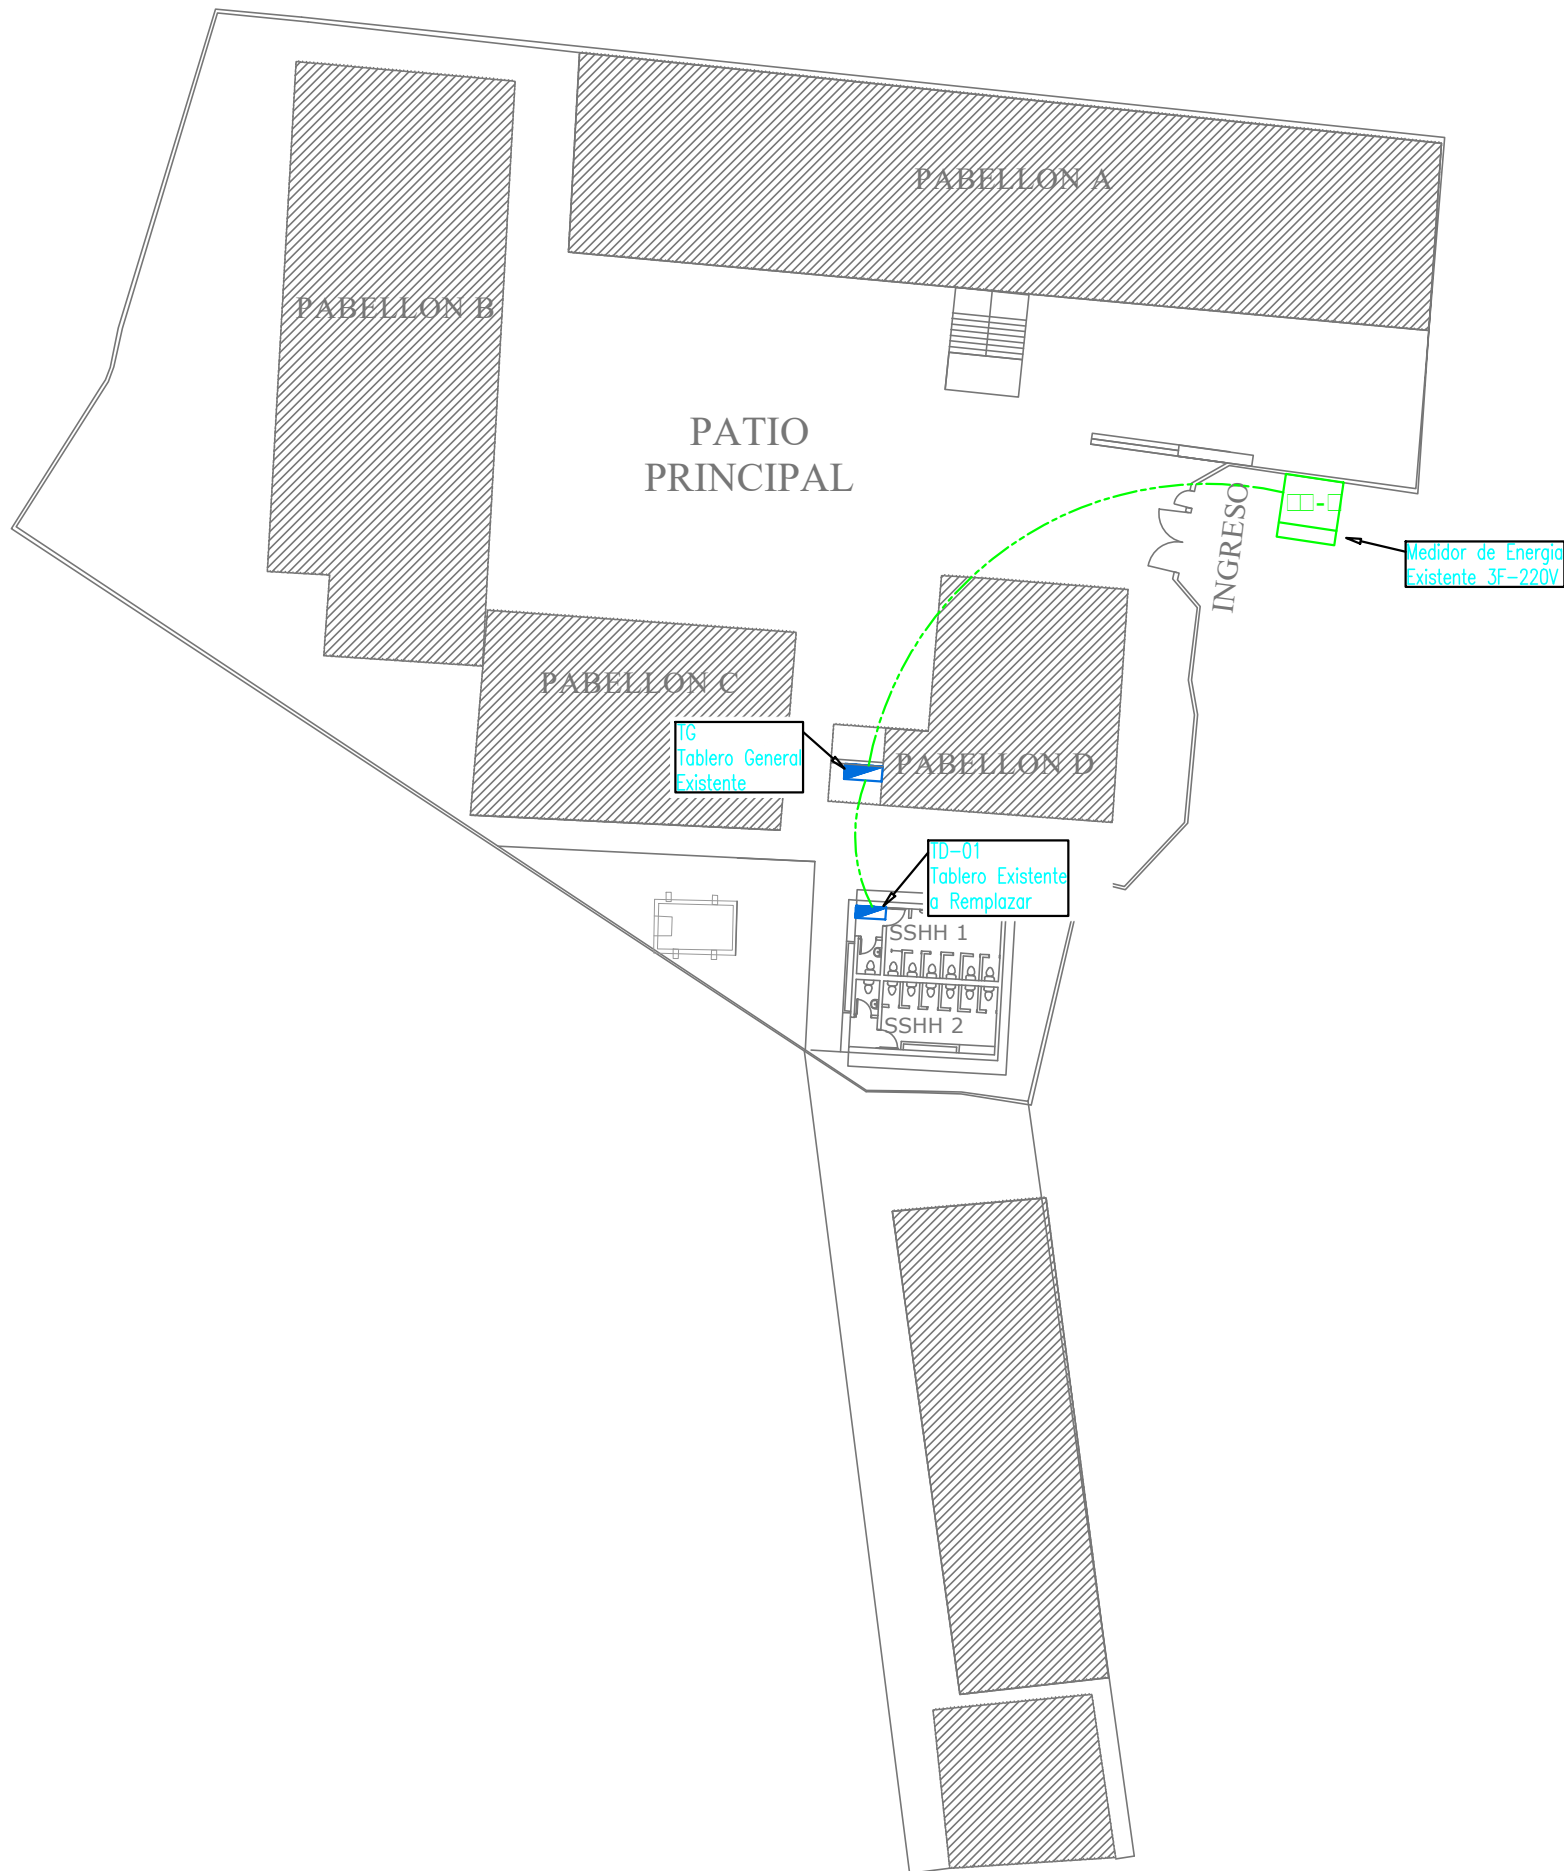 PABELLON A
PABELLON B
PATIO
PRINCIPAL
INGRESO
Medidor de Energia
Existente 3F-220V
PABELLON C
TG
Tablero General
Existente
PABELLON D
TD-01
Tablero Existente
a Remplazar
SSHH 1
SSHH 2